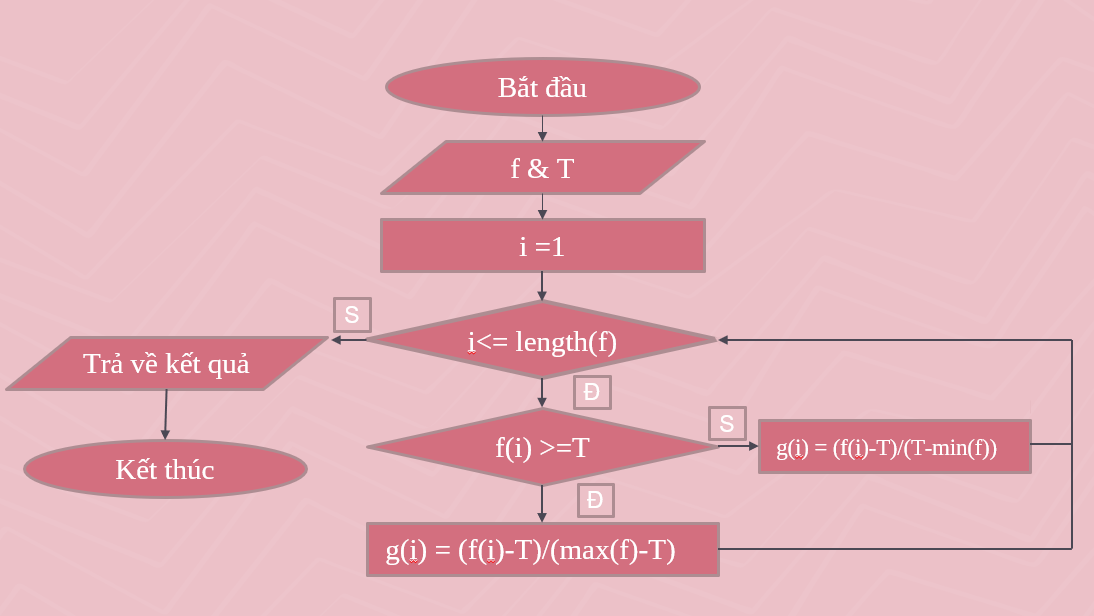 Bắt đầu
f & T
i =1
S
i<= length(f)
Trả về kết quả
Đ
S
f(i) >=T
g(i) = (f(i)-T)/(T-min(f))
Kết thúc
Đ
g(i) = (f(i)-T)/(max(f)-T)